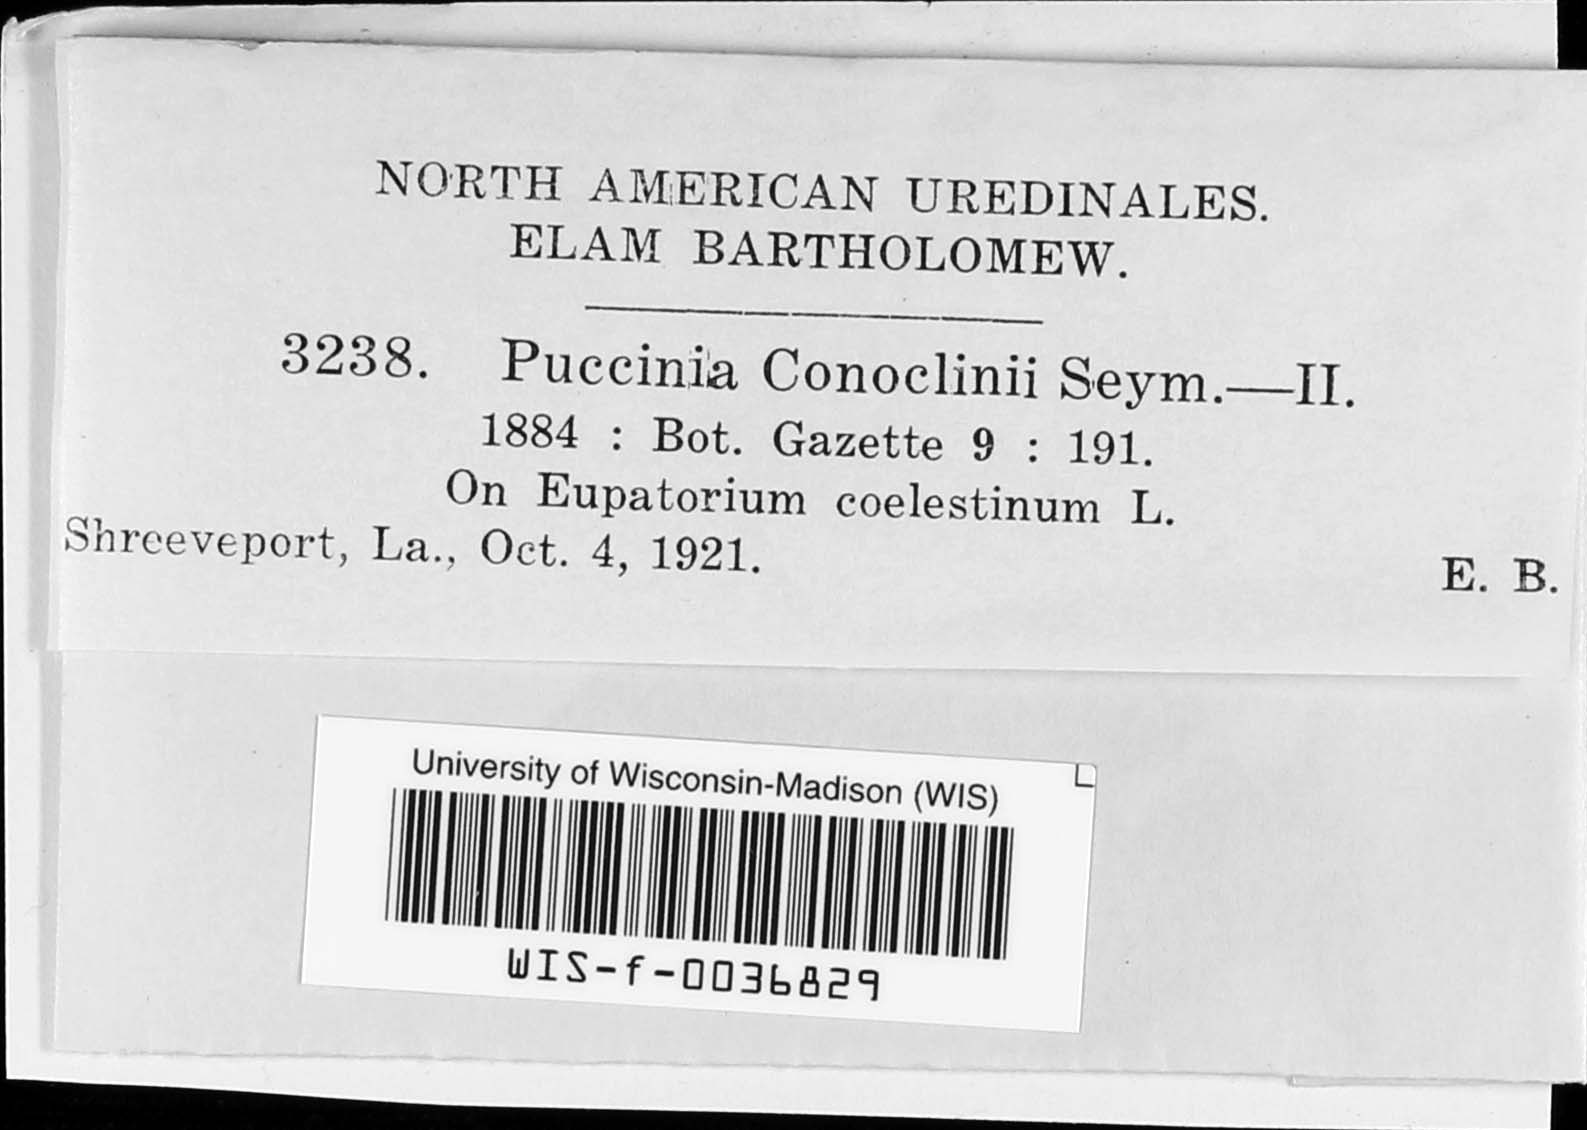 NORTH AMERICAN UREDINALES.
ELAM BARTHOLOMEW.
3238. Puccinia Conoclinii Seym.—II.
1884 : Bot. Gazette 9 : 191.
On Eupatorium coelestinum L.
Shreeveport, La., Oct. 4, 1921.
E. B.
University of Wisconsin-Madison (WIS)
WIS-f-0036829